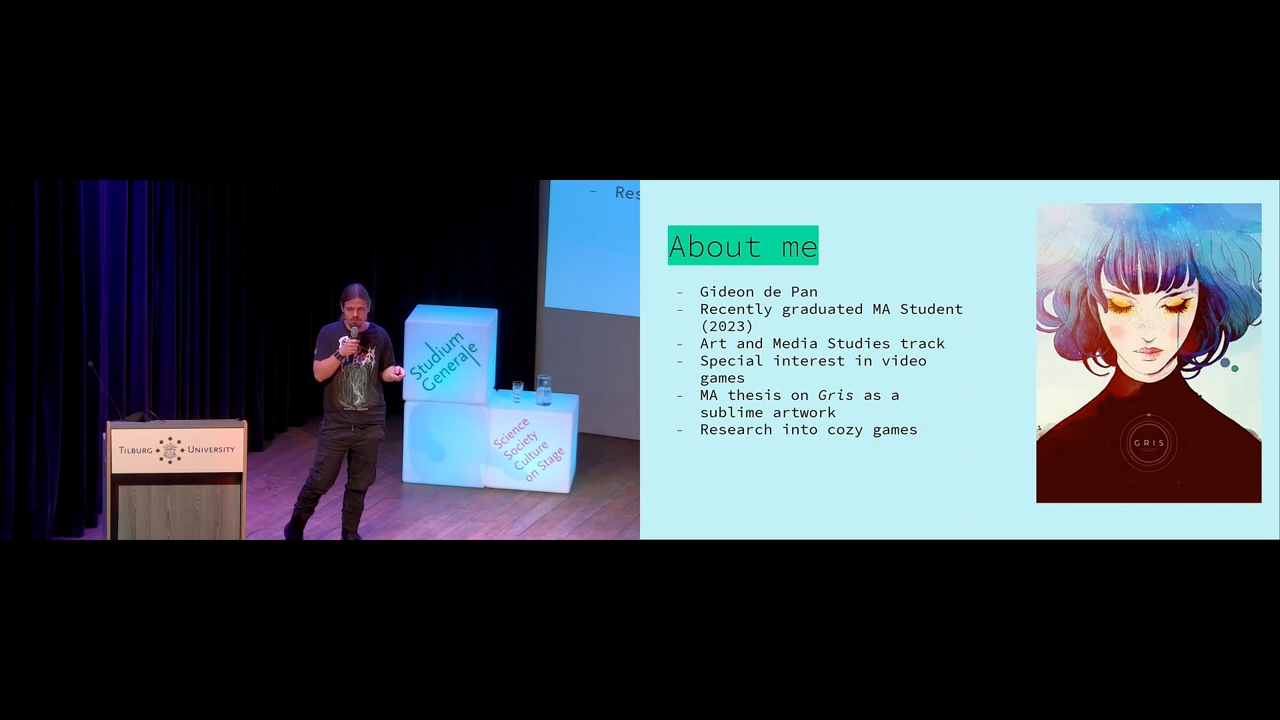 - Res
Studium
Generale
Science
Society
Culture
on Stage
TILBURG UNIVERSITY
About me
- Gideon de Pan
- Recently graduated MA Student
(2023)
- Art and Media Studies track
- Special interest in video
games
- MA thesis on Gris as a
sublime artwork
- Research into cozy games
GRIS